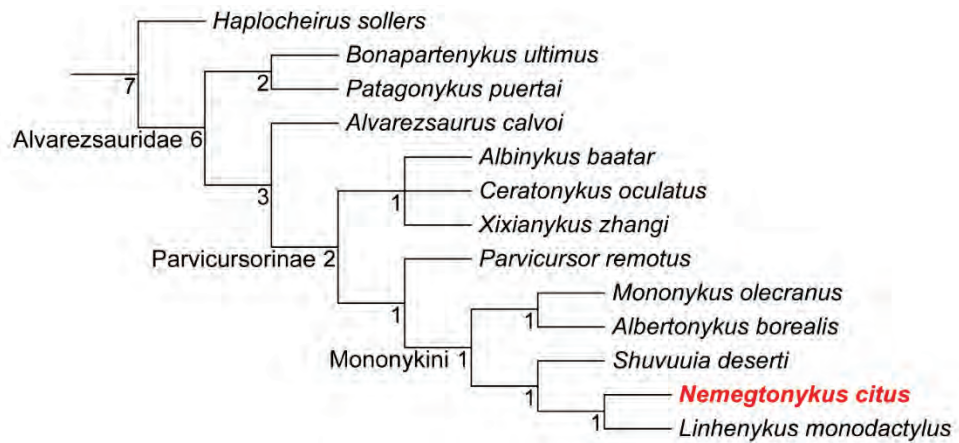 Haplocheirus sollers
Bonapartenykus ultimus
2
7
Patagonykus puertai
Alvarezsauridae 6
Alvarezsaurus calvoi
Albinykus baatar
3
1
Ceratonykus oculatus
Xixianykus zhangi
Parvicursorinae 2
Parvicursor remotus
1
Mononykus olecranus
1
Albertonykus borealis
Mononykini 1
Shuvuuia deserti
1
Nemegtonykus citus
1
Linhenykus monodactylus